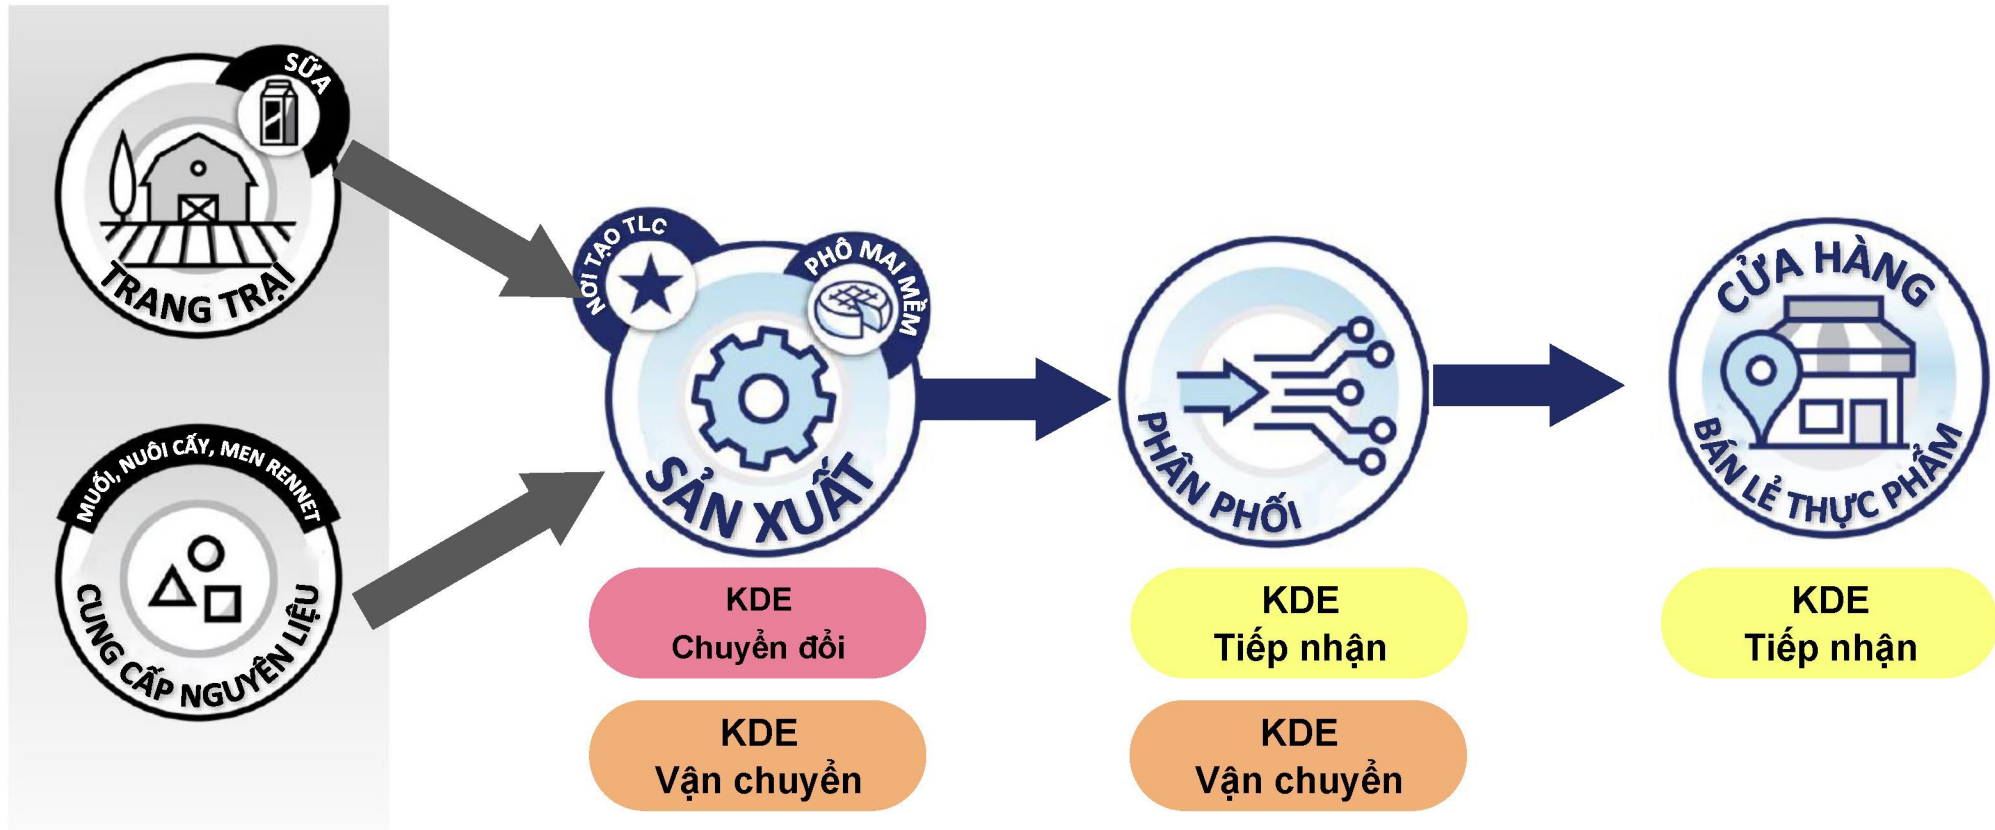 SỮA
TRANG TRẠI
MUỐI, NUÔI CẤY, MEN RENNET
CUNG CẤP NGUYÊN LIỆU
NƠI TẠO TLC
PHÔ MAI MỀM
SẢN XUẤT
KDE
Chuyển đổi
KDE
Vận chuyển
PHÂN PHỐI
KDE
Tiếp nhận
KDE
Vận chuyển
CỬA HÀNG
BÁN LẺ THỰC PHẨM
KDE
Tiếp nhận